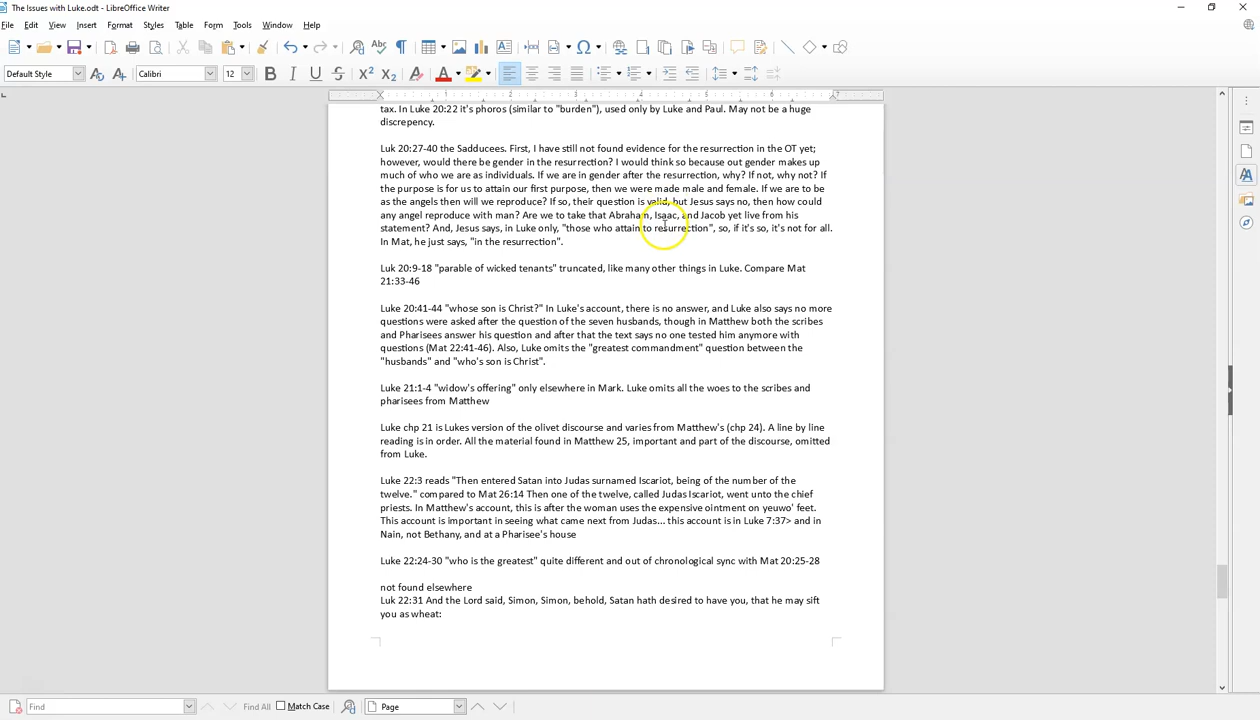 The Issues with Luke.odt - LibreOffice Writer
File Edit View Insert Format Styles Table Form Tools Window Help
Default Style Calibri 12
1 2 3 4 5 6 7
tax. In Luke 20:22 it's phoros (similar to "burden"), used only by Luke and Paul. May not be a huge
discrepency.
Luk 20:27-40 the Sadducees. First, I have still not found evidence for the resurrection in the OT yet;
however, would there be gender in the resurrection? I would think so because out gender makes up
much of who we are as individuals. If we are in gender after the resurrection, why? If not, why not? If
the purpose is for us to attain our first purpose, then we were made male and female. If we are to be
as the angels then will we reproduce? If so, their question is valid, but Jesus says no, then how could
any angel reproduce with man? Are we to take that Abraham, Isaac, and Jacob yet live from his
statement? And, Jesus says, in Luke only, "those who attain to resurrection", so, if it's so, it's not for all.
In Mat, he just says, "in the resurrection".
Luk 20:9-18 "parable of wicked tenants" truncated, like many other things in Luke. Compare Mat
21:33-46
Luke 20:41-44 "whose son is Christ?" In Luke's account, there is no answer, and Luke also says no more
questions were asked after the question of the seven husbands, though in Matthew both the scribes
and Pharisees answer his question and after that the text says no one tested him anymore with
questions (Mat 22:41-46). Also, Luke omits the "greatest commandment" question between the
"husbands" and "who's son is Christ".
Luke 21:1-4 "widow's offering" only elsewhere in Mark. Luke omits all the woes to the scribes and
pharisees from Matthew
Luke chp 21 is Lukes version of the olivet discourse and varies from Matthew's (chp 24). A line by line
reading is in order. All the material found in Matthew 25, important and part of the discourse, omitted
from Luke.
Luke 22:3 reads "Then entered Satan into Judas surnamed Iscariot, being of the number of the
twelve." compared to Mat 26:14 Then one of the twelve, called Judas Iscariot, went unto the chief
priests. In Matthew's account, this is after the woman uses the expensive ointment on yeuwo' feet.
This account is important in seeing what came next from Judas... this account is in Luke 7:37> and in
Nain, not Bethany, and at a Pharisee's house
Luke 22:24-30 "who is the greatest" quite different and out of chronological sync with Mat 20:25-28
not found elsewhere
Luk 22:31 And the Lord said, Simon, Simon, behold, Satan hath desired to have you, that he may sift
you as wheat:
Find Find All Match Case Page